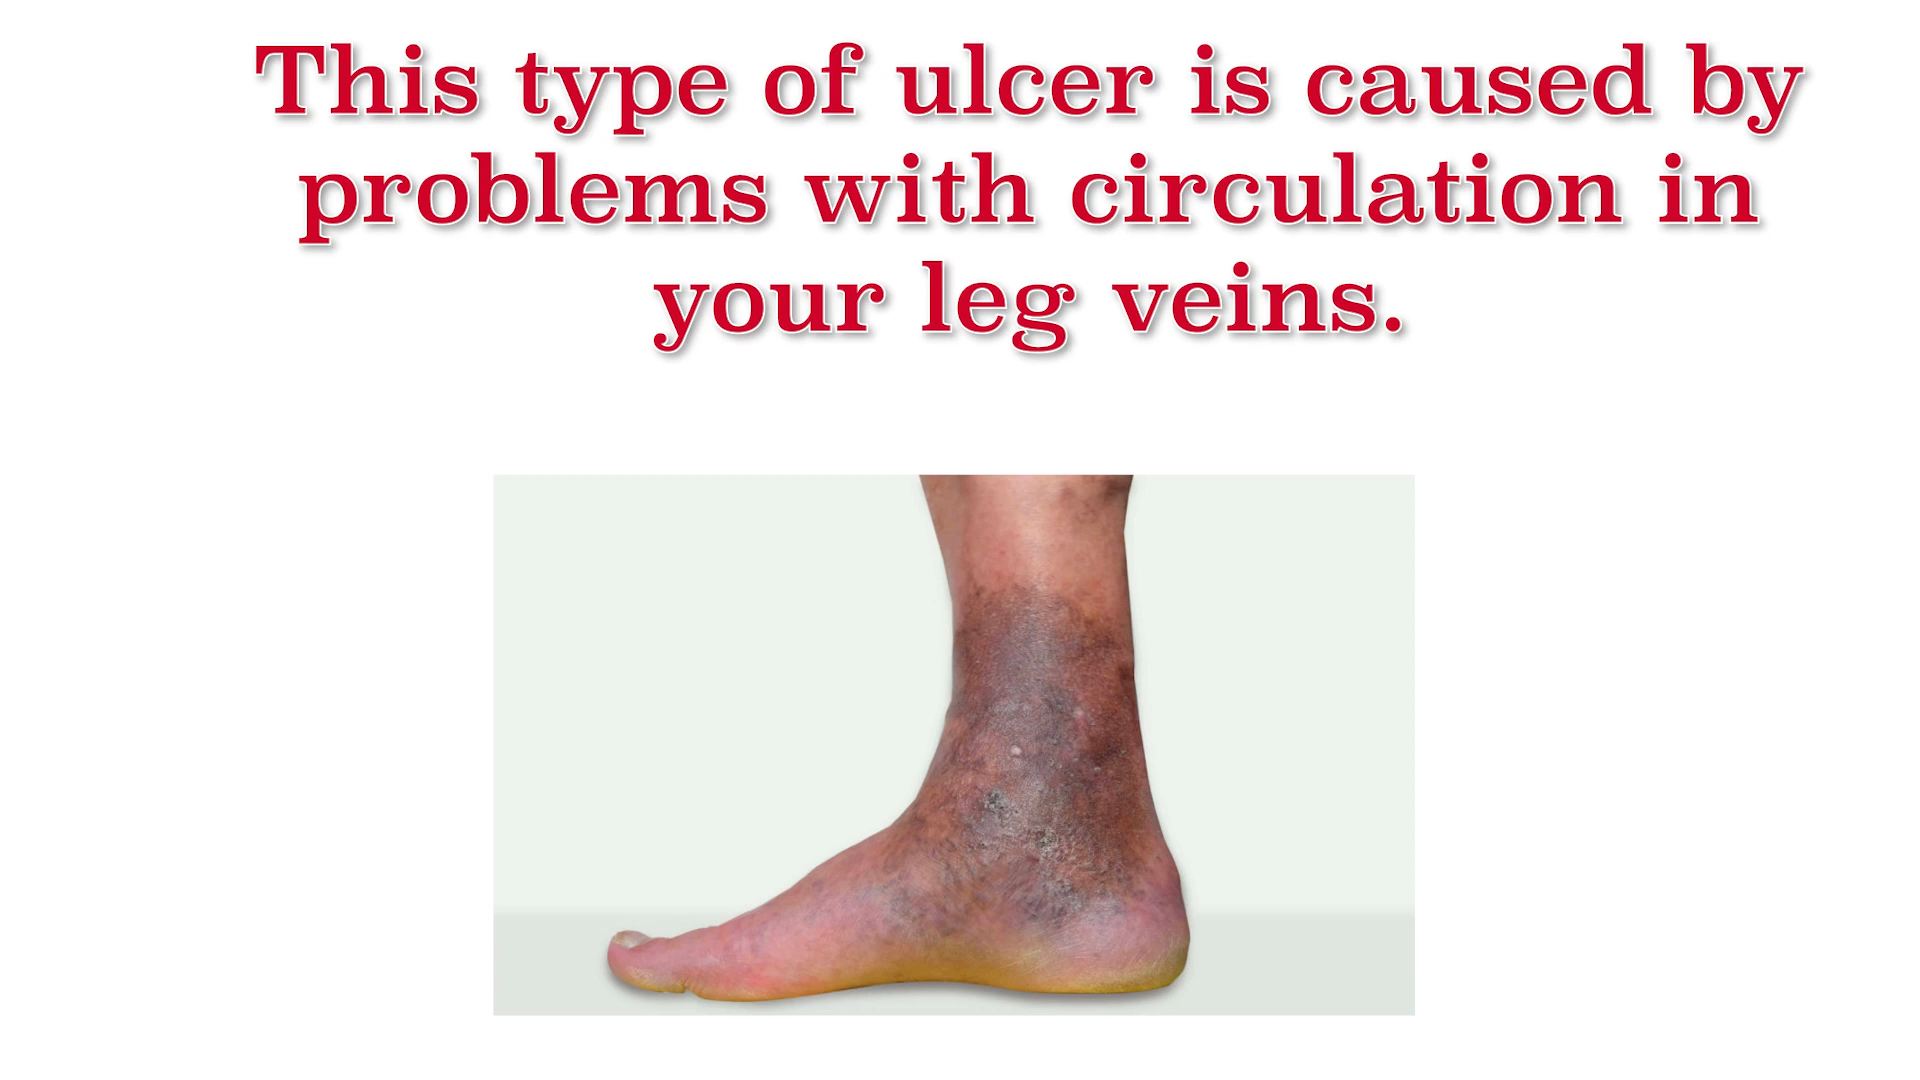 This type of ulcer is caused by
problems with circulation in
your leg veins.